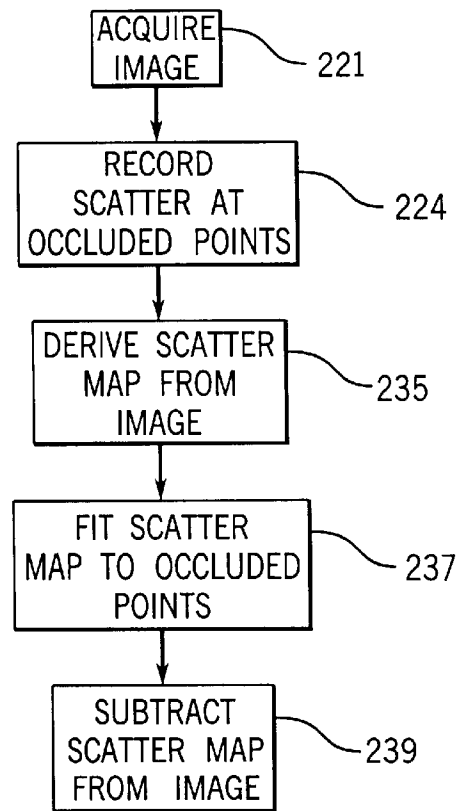 ACQUIRE
IMAGE
221
RECORD
SCATTER AT
OCCLUDED POINTS
224
DERIVE SCATTER
MAP FROM
IMAGE
235
FIT SCATTER
MAP TO OCCLUDED
POINTS
237
SUBTRACT
SCATTER MAP
FROM IMAGE
239